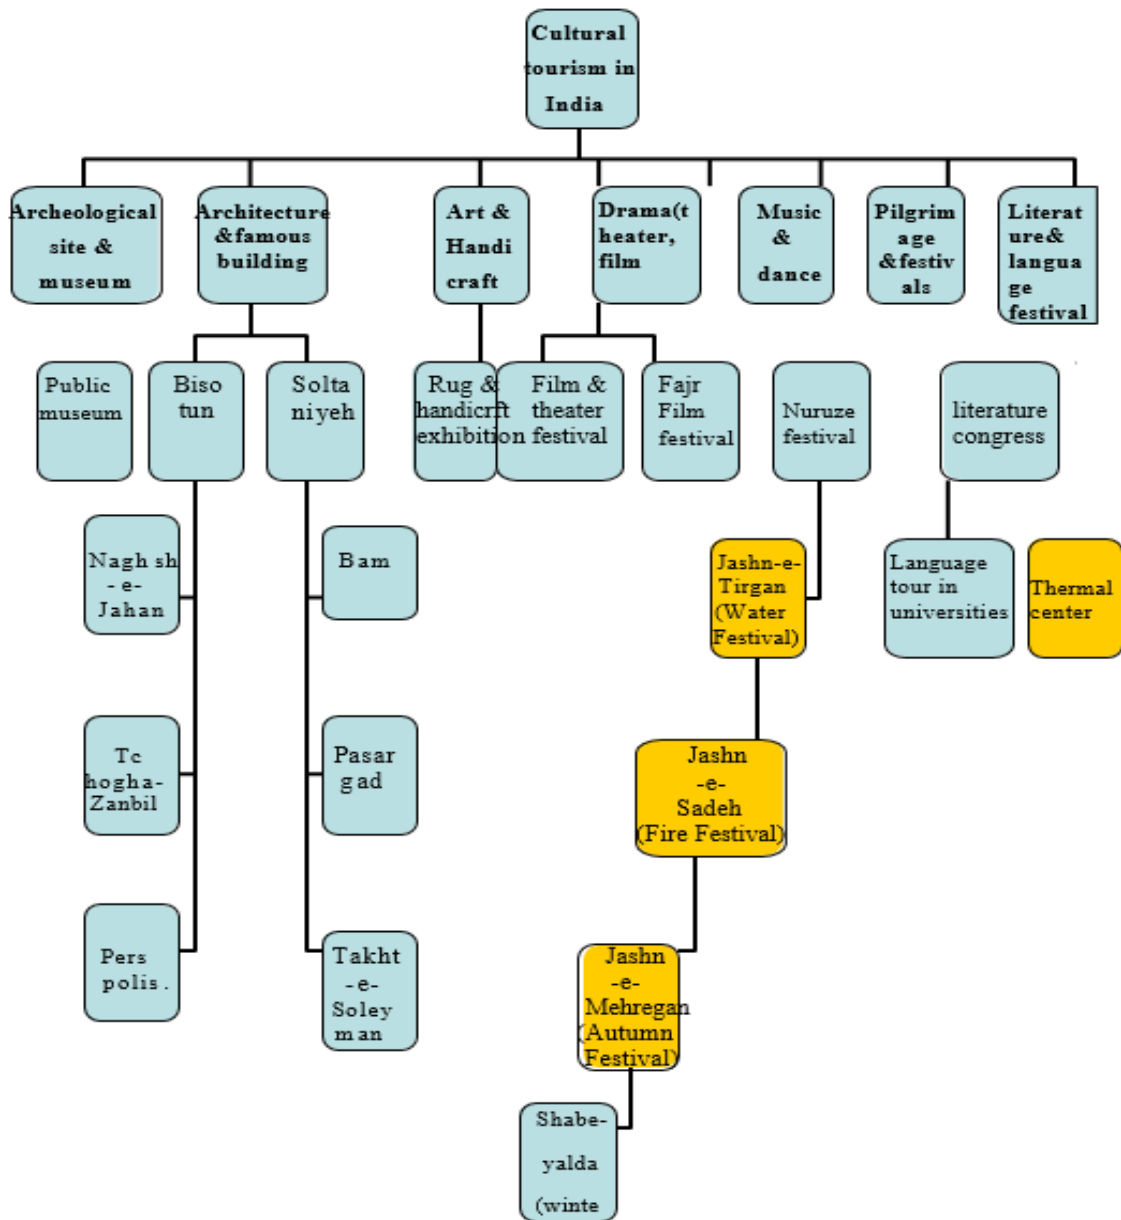 Cultural
tourism in
India
Archeological
site &
museum
Architecture
&famous
building
Art &
Handi
craft
Drama(t
heater,
film
Music
&
dance
Pilgrim
age
&festiv
als
Literat
ure&
langua
ge
festival
Public
museum
Biso
tun
Solta
niyeh
Rug &
handicrft
exhibition
Film &
theater
festival
Fajr
Film
festival
Nuruze
festival
literature
congress
Nagh sh
-e-
Jahan
Bam
Jashn-e-
Tirgan
(Water
Festival)
Language
tour in
universities
Thermal
center
Tc
hogha-
Zanbil
Pasar
gad
Jashn
-e-
Sadeh
(Fire Festival)
Pers
polis.
Takht
-e-
Soley
man
Jashn
-e-
Mehregan
(Autumn
Festival)
Shabe-
yalda
(winte